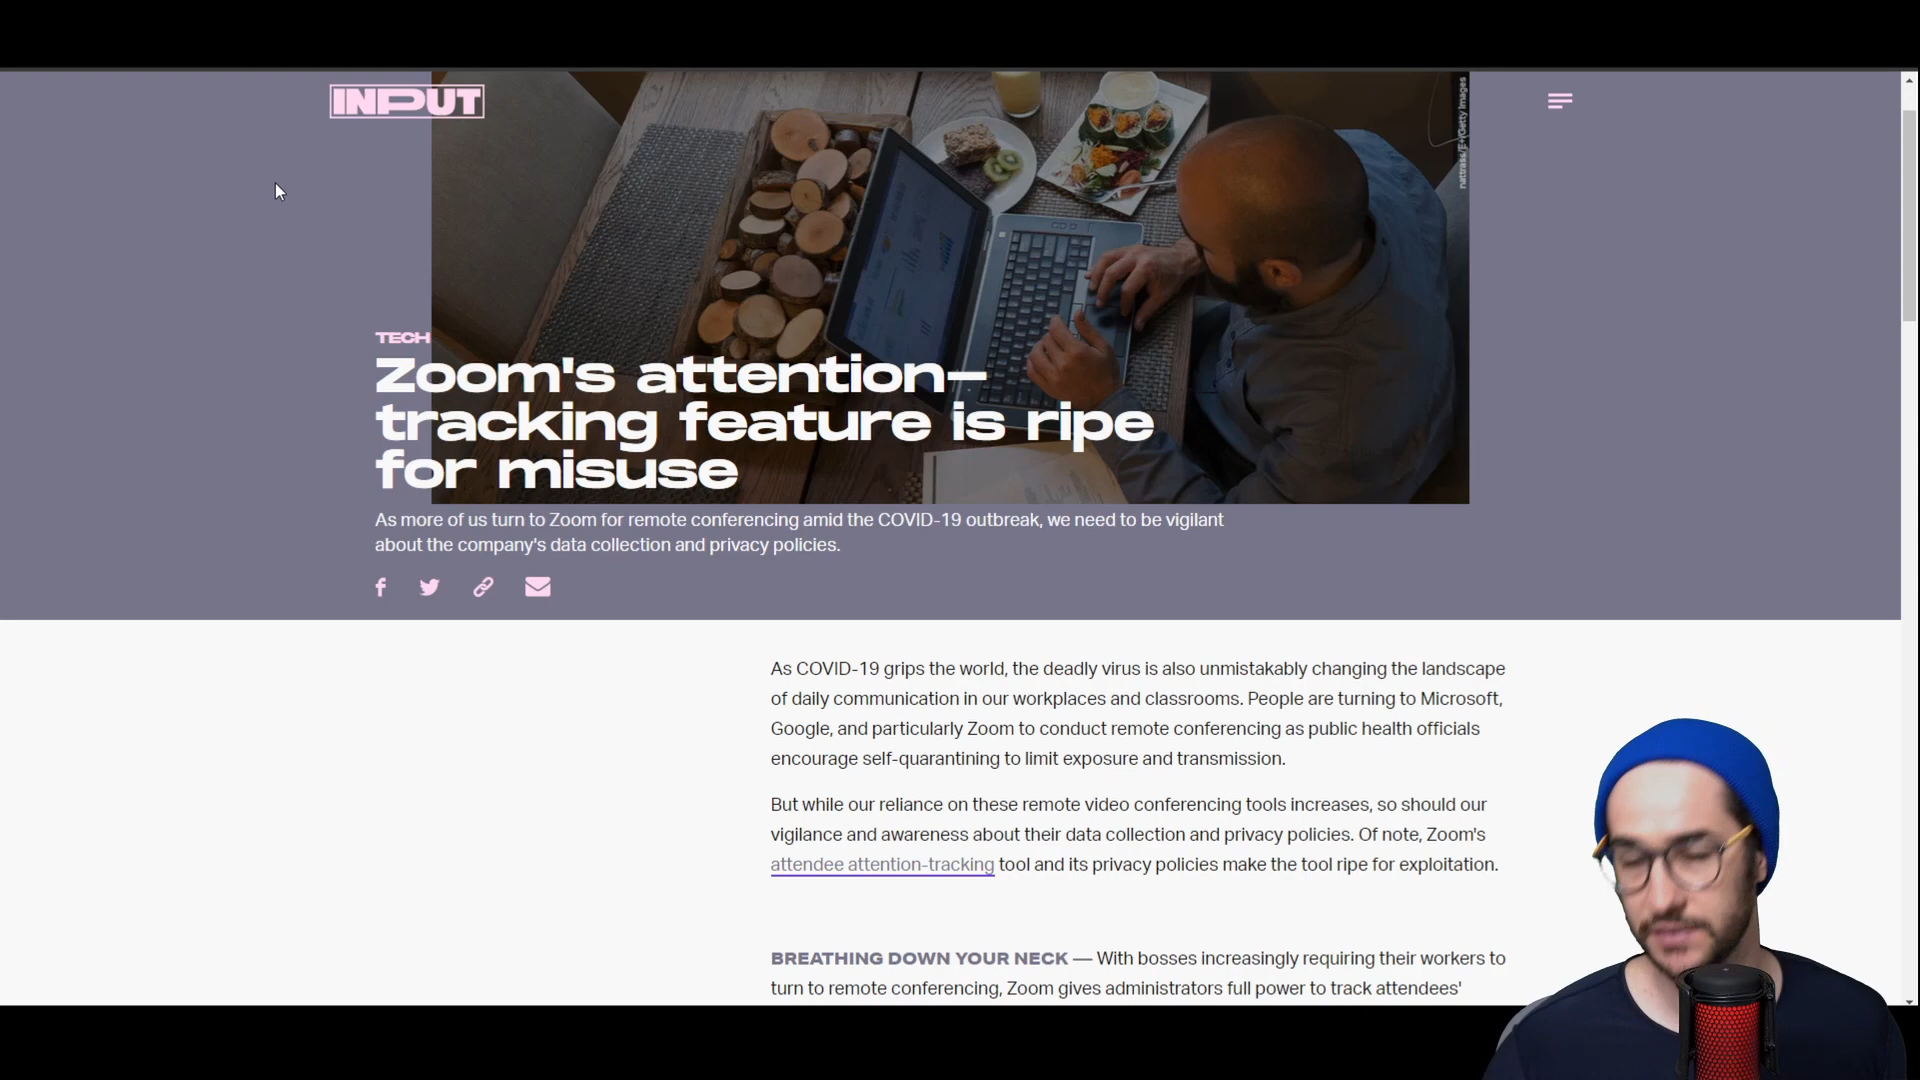 INPUT
nattrass/E+/Getty Images
TECH
Zoom's attention—
tracking feature is ripe
for misuse
As more of us turn to Zoom for remote conferencing amid the COVID-19 outbreak, we need to be vigilant
about the company's data collection and privacy policies.
As COVID-19 grips the world, the deadly virus is also unmistakably changing the landscape
of daily communication in our workplaces and classrooms. People are turning to Microsoft,
Google, and particularly Zoom to conduct remote conferencing as public health officials
encourage self-quarantining to limit exposure and transmission.
But while our reliance on these remote video conferencing tools increases, so should our
vigilance and awareness about their data collection and privacy policies. Of note, Zoom's
attendee attention-tracking tool and its privacy policies make the tool ripe for exploitation.
BREATHING DOWN YOUR NECK — With bosses increasingly requiring their workers to
turn to remote conferencing, Zoom gives administrators full power to track attendees'